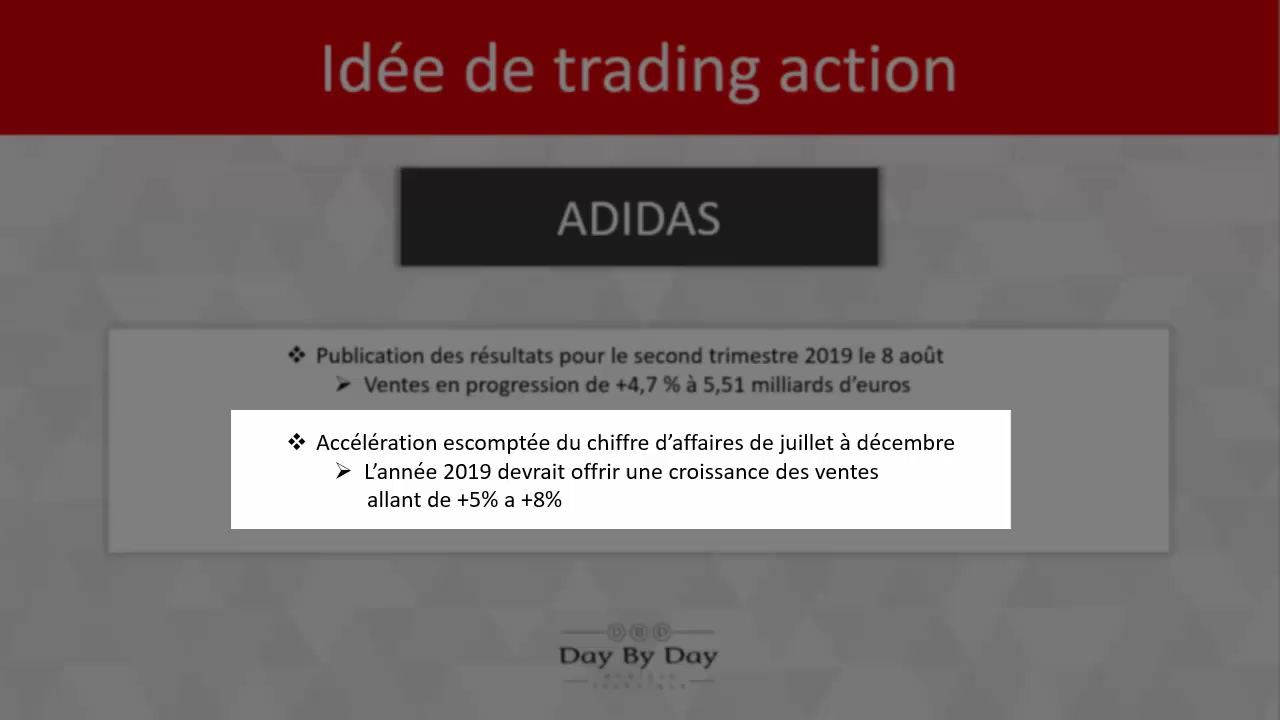 Idée de trading action
ADIDAS
❖ Publication des résultats pour le second trimestre 2019 le 8 août
➢ Ventes en progression de +4,7 % à 5,51 milliards d’euros
❖ Accélération escomptée du chiffre d’affaires de juillet à décembre
➢ L’année 2019 devrait offrir une croissance des ventes
allant de +5% a +8%
DBD
Day By Day